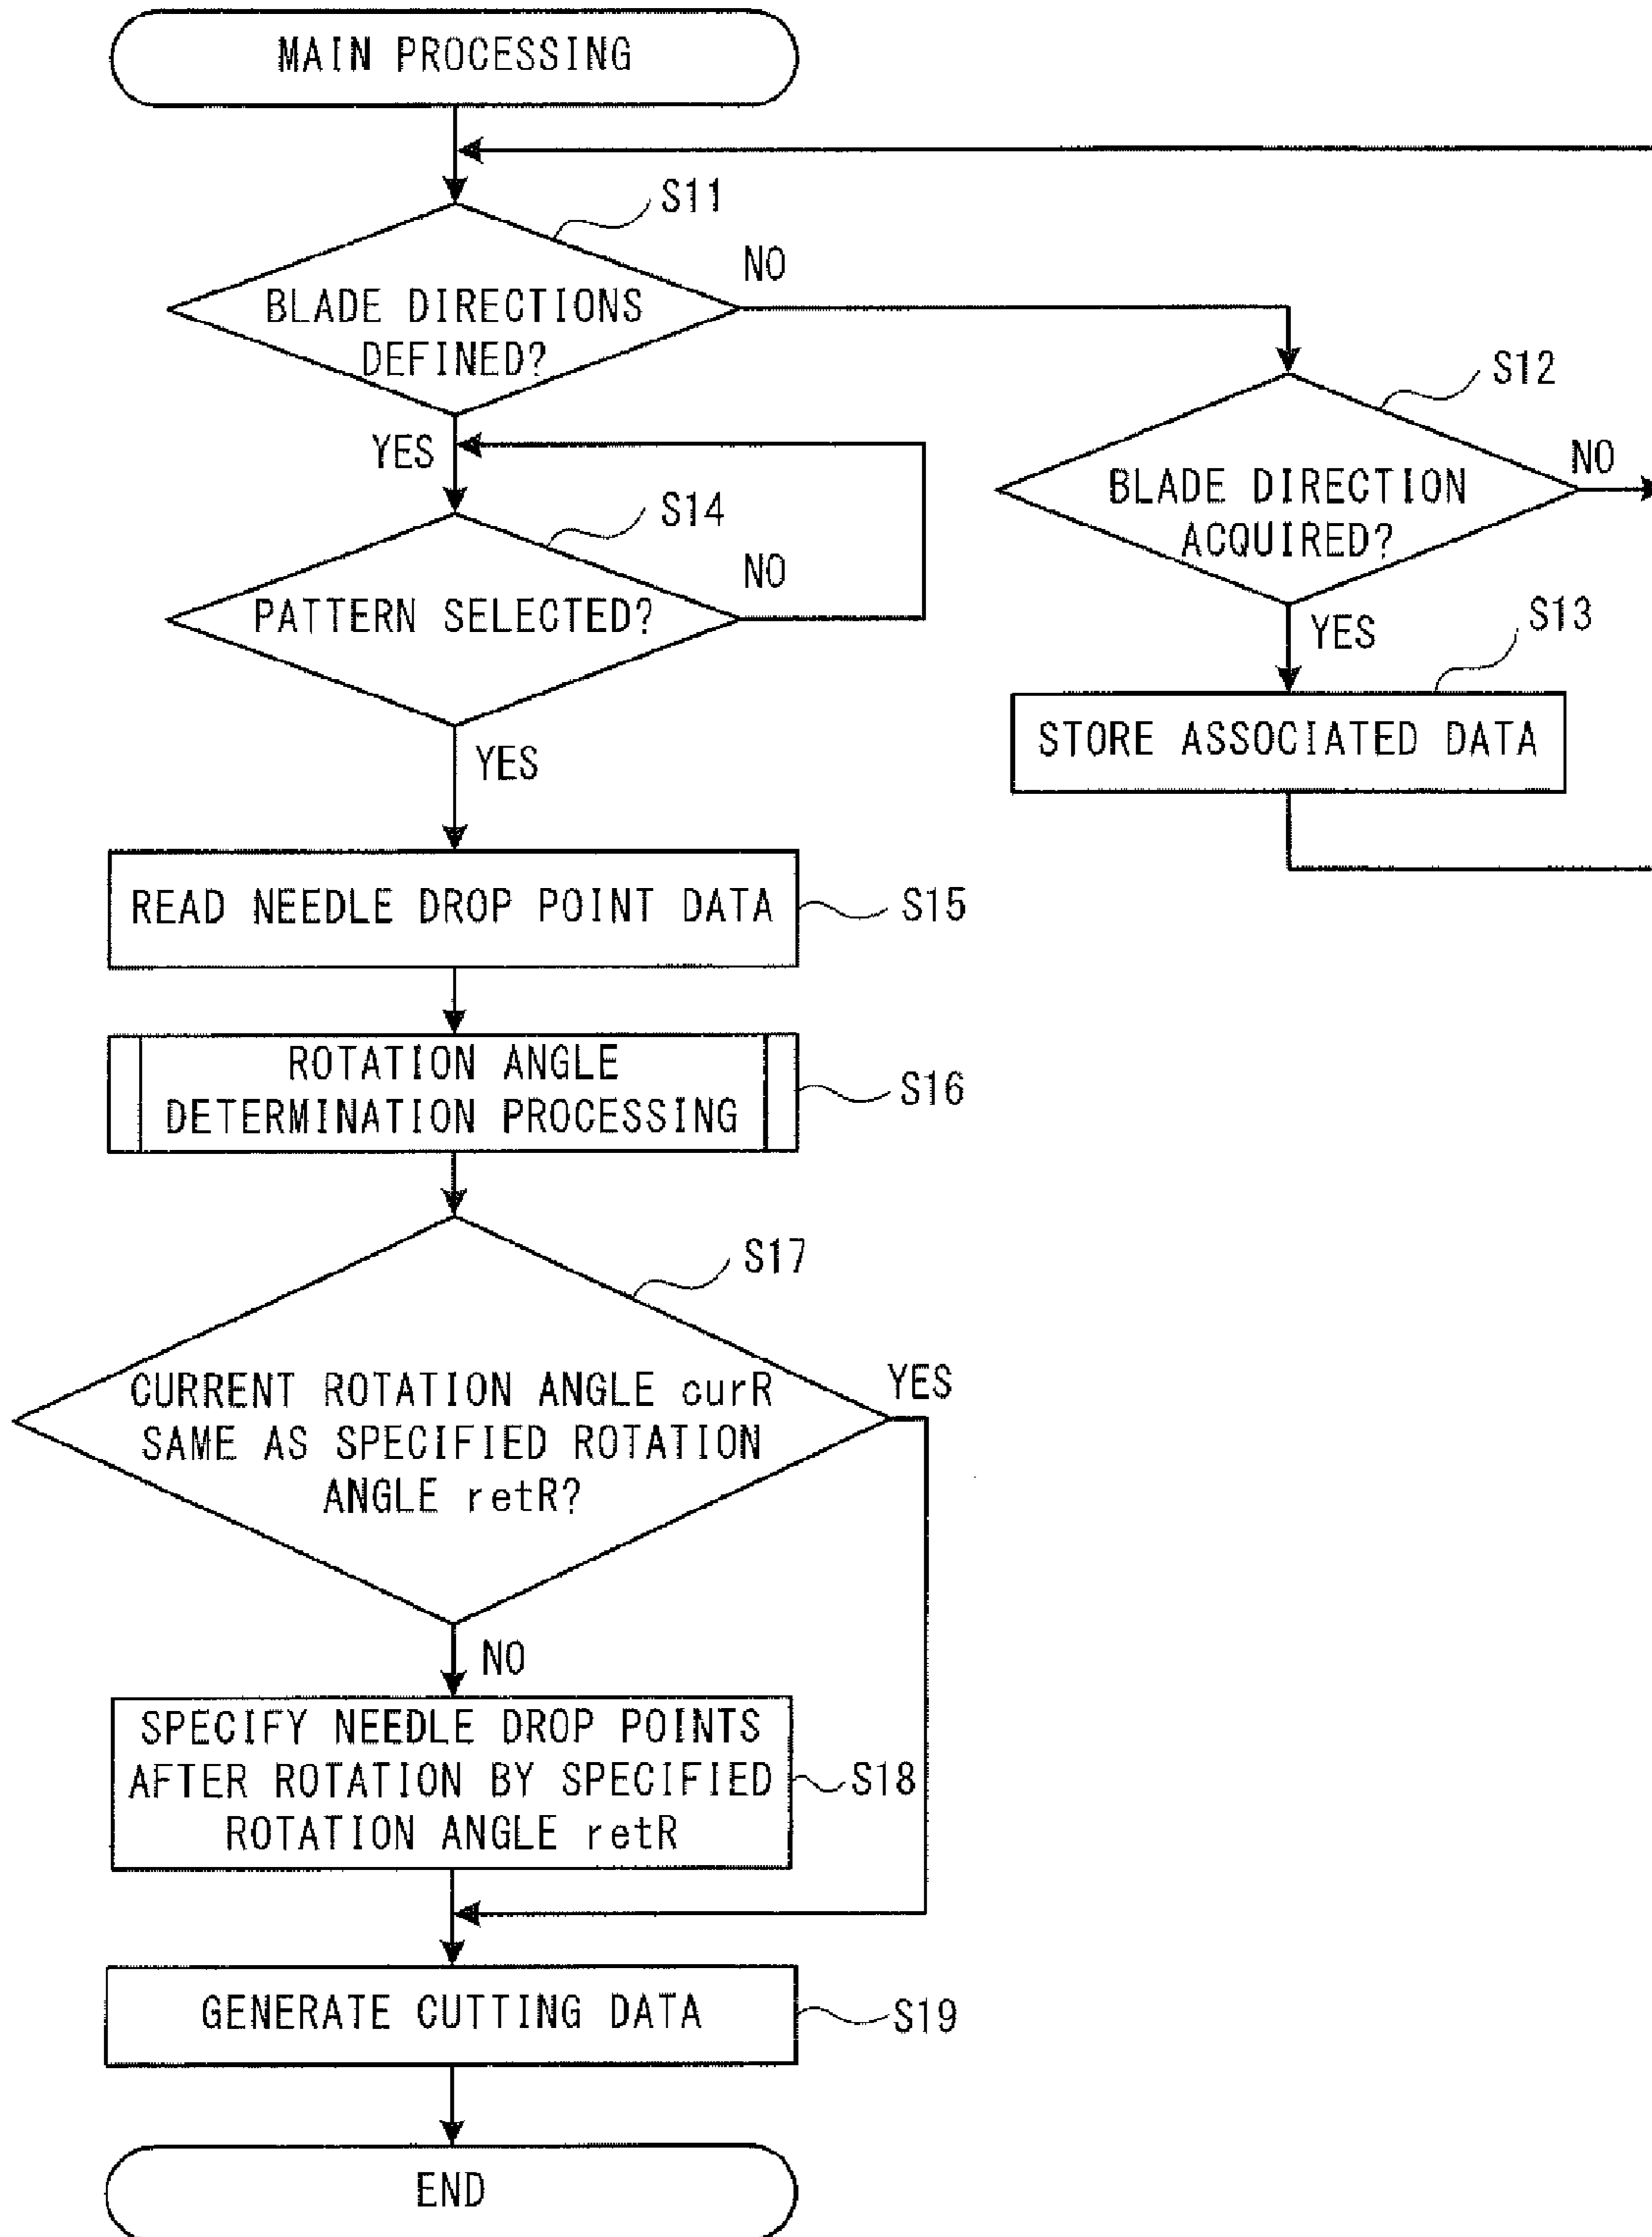 MAIN PROCESSING
S11
NO
BLADE DIRECTIONS
DEFINED?
S12
YES
NO
BLADE DIRECTION
ACQUIRED?
S14
NO
PATTERN SELECTED?
YES
S13
STORE ASSOCIATED DATA
YES
READ NEEDLE DROP POINT DATA
S15
ROTATION ANGLE
DETERMINATION PROCESSING
S16
S17
CURRENT ROTATION ANGLE curR
SAME AS SPECIFIED ROTATION
ANGLE retR?
YES
NO
SPECIFY NEEDLE DROP POINTS
AFTER ROTATION BY SPECIFIED
ROTATION ANGLE retR
S18
GENERATE CUTTING DATA
S19
END